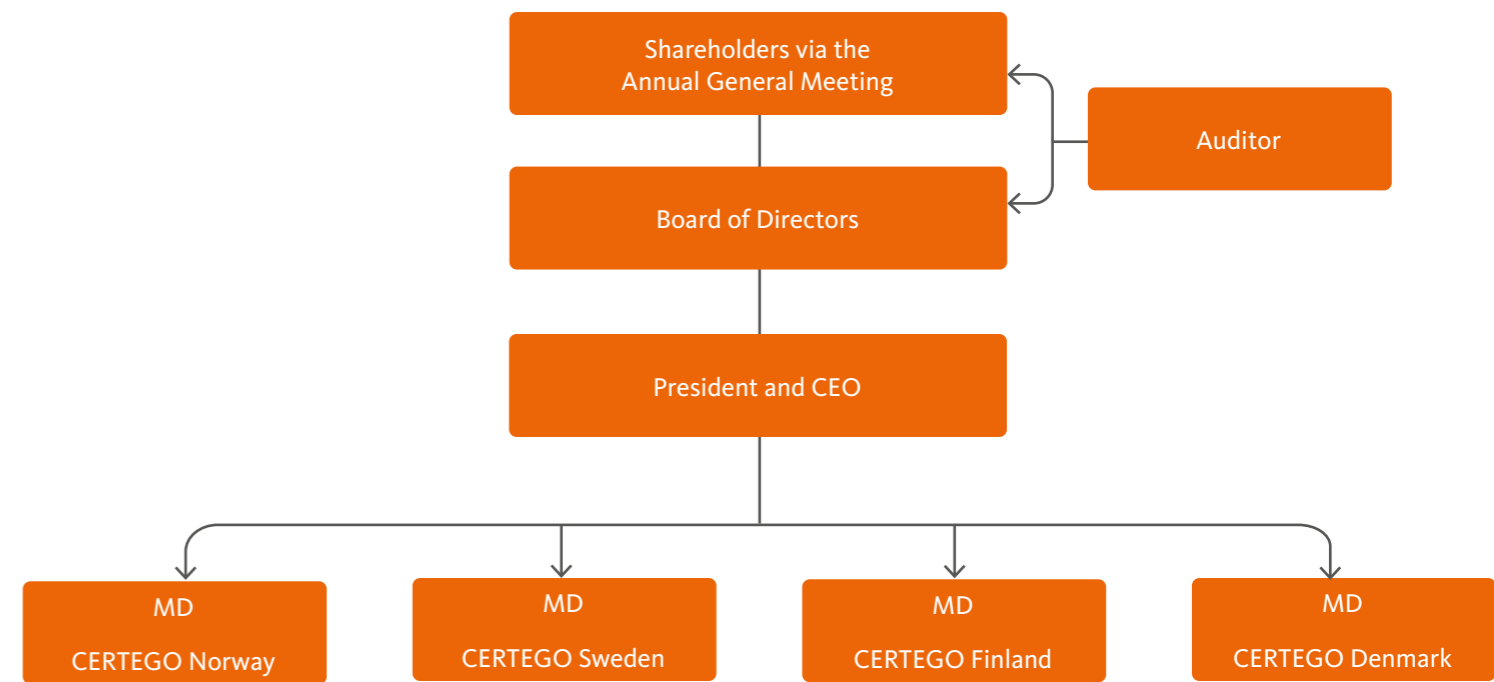 Shareholders via the
Annual General Meeting
Auditor
Board of Directors
President and CEO
MD
CERTEGO Norway
MD
CERTEGO Sweden
MD
CERTEGO Finland
MD
CERTEGO Denmark